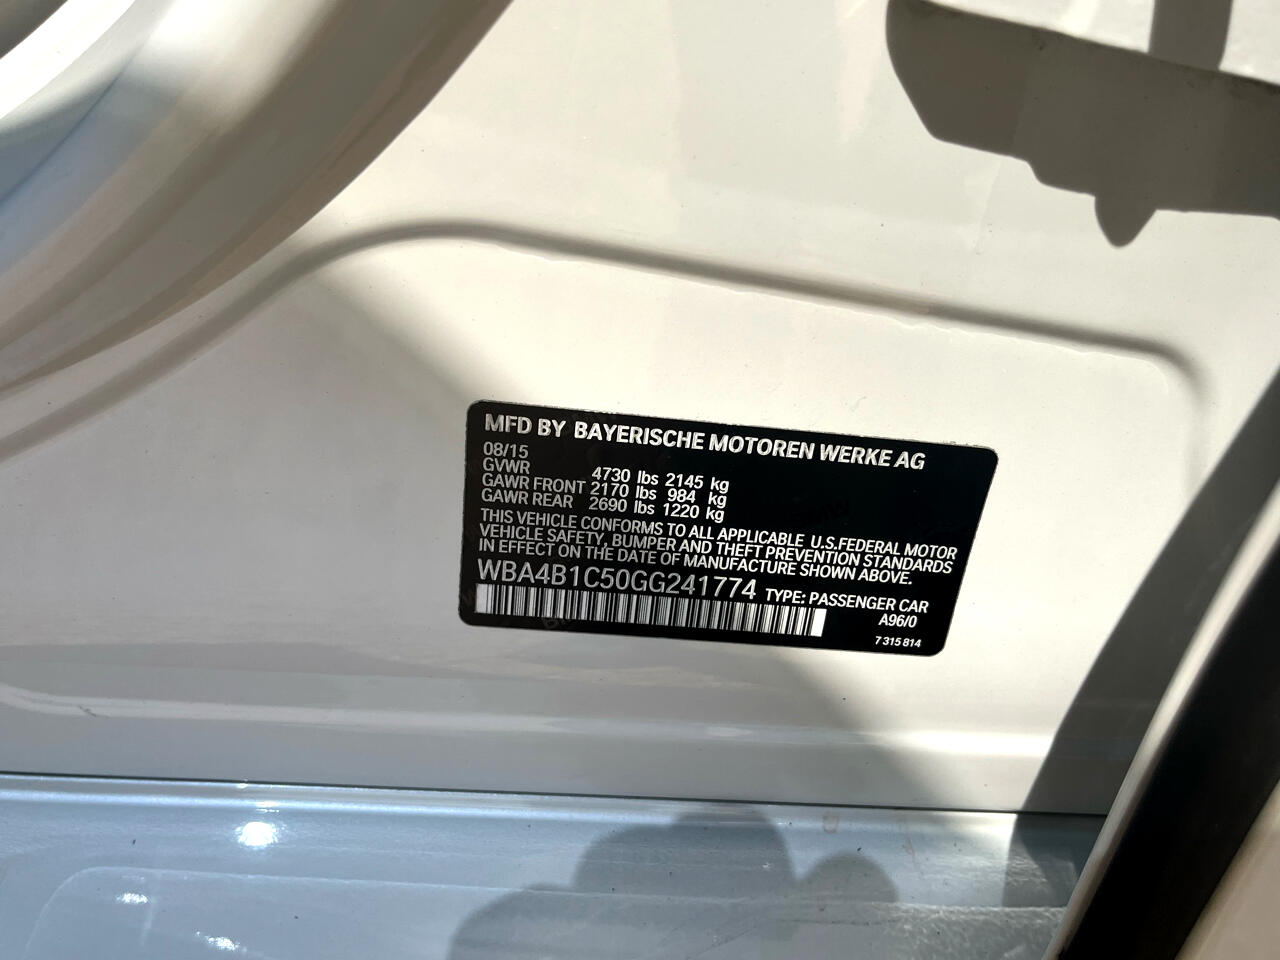 MFD BY BAYERISCHE MOTOREN WERKE AG
08/15
GVWR 4730 lbs 2145 kg
GAWR FRONT 2170 lbs 984 kg
GAWR REAR 2690 lbs 1220 kg
THIS VEHICLE CONFORMS TO ALL APPLICABLE U.S.FEDERAL MOTOR
VEHICLE SAFETY, BUMPER AND THEFT PREVENTION STANDARDS
IN EFFECT ON THE DATE OF MANUFACTURE SHOWN ABOVE.
WBA4B1C50GG241774 TYPE: PASSENGER CAR
A96/0
7 315 814